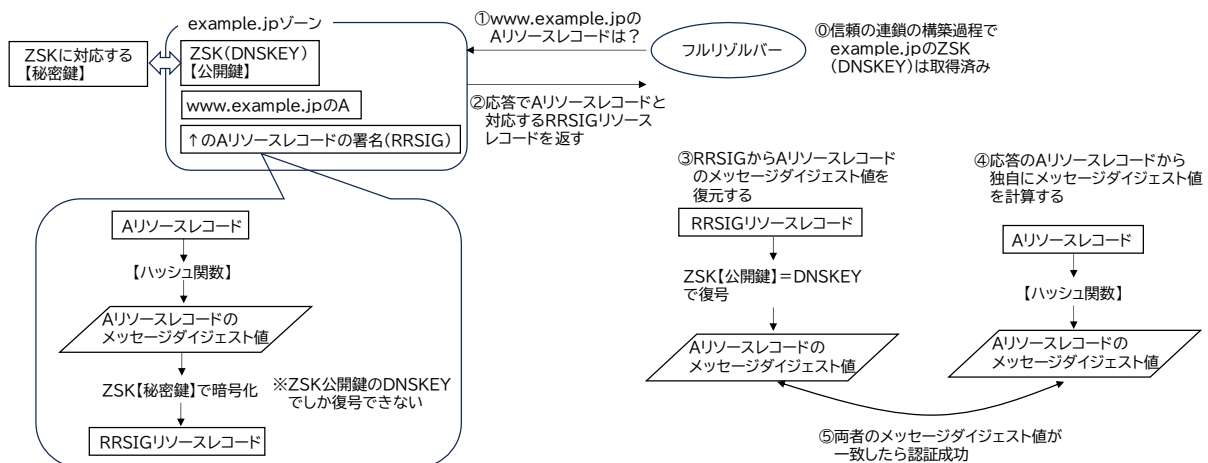 example.jpゾーン
ZSKに対応する
【秘密鍵】
ZSK(DNSKEY)
【公開鍵】
www.example.jpのA
↑のAリソースレコードの署名(RRSIG)
①www.example.jpの
Aリソースレコードは？
フルリゾルバー
⓪信頼の連鎖の構築過程で
example.jpのZSK
(DNSKEY)は取得済み
②応答でAリソースレコードと
対応するRRSIGリソース
レコードを返す
Aリソースレコード
【ハッシュ関数】
Aリソースレコードの
メッセージダイジェスト値
ZSK【秘密鍵】で暗号化
※ZSK公開鍵のDNSKEY
でしか復号できない
RRSIGリソースレコード
③RRSIGからAリソースレコード
のメッセージダイジェスト値を
復元する
RRSIGリソースレコード
ZSK【公開鍵】＝DNSKEY
で復号
Aリソースレコードの
メッセージダイジェスト値
④応答のAリソースレコードから
独自にメッセージダイジェスト値
を計算する
Aリソースレコード
【ハッシュ関数】
Aリソースレコードの
メッセージダイジェスト値
⑤両者のメッセージダイジェスト値が
一致したら認証成功